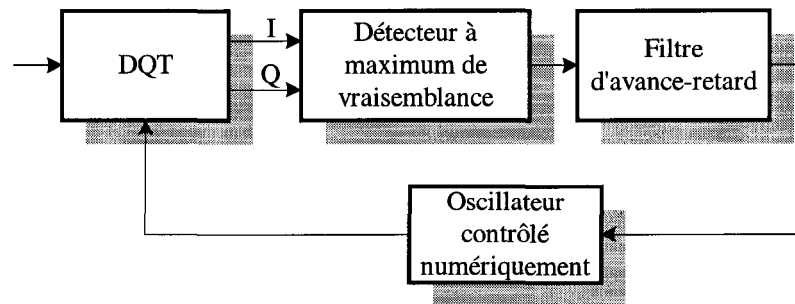 DQT
I
Q
Détecteur à
maximum de
vraisemblance
Filtre
d'avance-retard
Oscillateur
contrôlé
numériquement